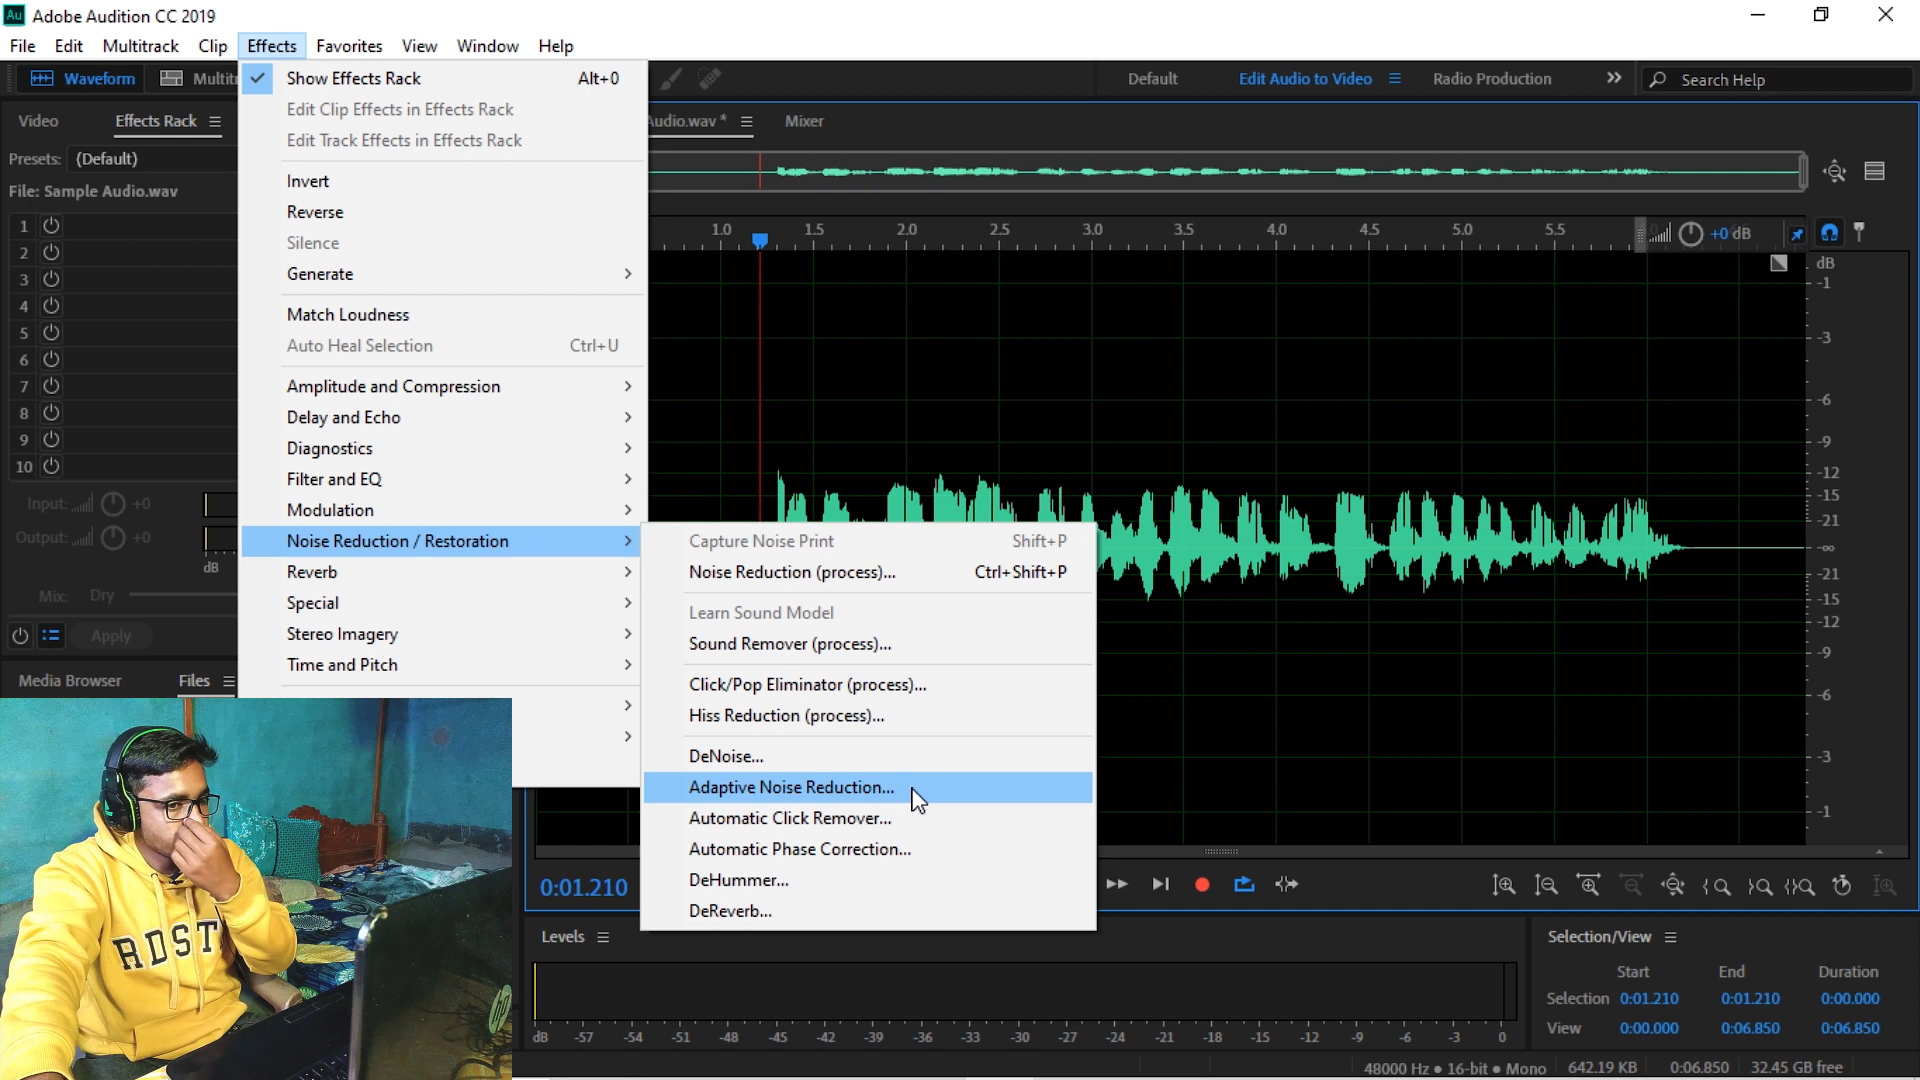 Au Adobe Audition CC 2019
File Edit Multitrack Clip Effects Favorites View Window Help
Waveform
Default Edit Audio to Video Radio Production Search Help
Video Effects Rack
Presets: (Default)
File: Sample Audio.wav
1
2
3
4
5
6
7
8
9
10
Input: +0
Output: +0
dB
Mix: Dry
Apply
Media Browser Files
Show Effects Rack Alt+0
Edit Clip Effects in Effects Rack
Edit Track Effects in Effects Rack
Invert
Reverse
Silence
Generate
Match Loudness
Auto Heal Selection Ctrl+U
Amplitude and Compression
Delay and Echo
Diagnostics
Filter and EQ
Modulation
Noise Reduction / Restoration
Reverb
Special
Stereo Imagery
Time and Pitch
Capture Noise Print Shift+P
Noise Reduction (process)... Ctrl+Shift+P
Learn Sound Model
Sound Remover (process)...
Click/Pop Eliminator (process)...
Hiss Reduction (process)...
DeNoise...
Adaptive Noise Reduction...
Automatic Click Remover...
Automatic Phase Correction...
DeHummer...
DeReverb...
Audio.wav * Mixer
1.0 1.5 2.0 2.5 3.0 3.5 4.0 4.5 5.0 5.5 +0 dB
dB
-1
-3
-6
-9
-12
-15
-21
-∞
-21
-15
-12
-9
-6
-3
-1
0:01.210
Levels
dB -57 -54 -51 -48 -45 -42 -39 -36 -33 -30 -27 -24 -21 -18 -15 -12 -9 -6 -3 0
Selection/View
Start End Duration
Selection 0:01.210 0:01.210 0:00.000
View 0:00.000 0:06.850 0:06.850
48000 Hz • 16-bit • Mono 642.19 KB 0:06.850 32.45 GB free
RDST
hp